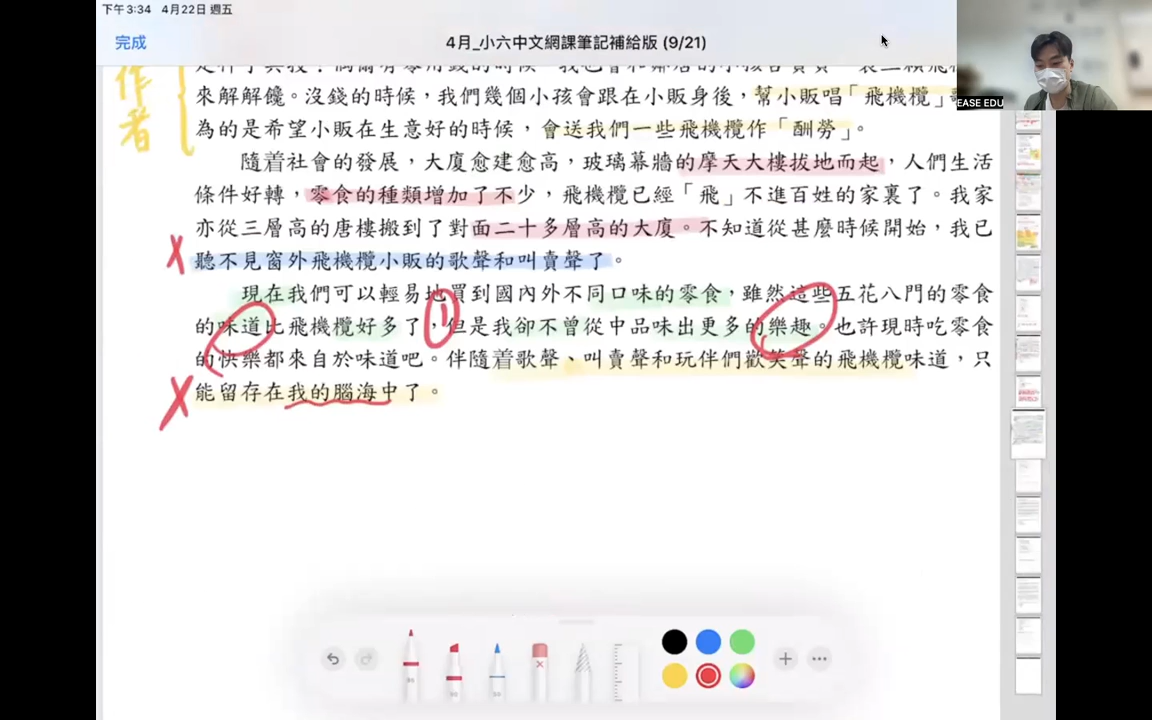 下午3:34 4月22日 週五
完成
4月_小六中文網課筆記補給版 (9/21)
EASE EDU
作者
來解解饞。沒錢的時候，我們幾個小孩會跟在小販身後，幫小販唱「飛機欖」
為的是希望小販在生意好的時候，會送我們一些飛機欖作「酬勞」。
隨着社會的發展，大廈愈建愈高，玻璃幕牆的摩天大樓拔地而起，人們生活
條件好轉，零食的種類增加了不少，飛機欖已經「飛」不進百姓的家裏了。我家
亦從三層高的唐樓搬到了對面二十多層高的大廈。不知道從甚麼時候開始，我已
聽不見窗外飛機欖小販的歌聲和叫賣聲了。
現在我們可以輕易地買到國內外不同口味的零食，雖然這些五花八門的零食
的味道比飛機欖好多了，但是我卻不曾從中品味出更多的樂趣。也許現時吃零食
的快樂都來自於味道吧。伴隨着歌聲、叫賣聲和玩伴們歡笑聲的飛機欖味道，只
能留存在我的腦海中了。